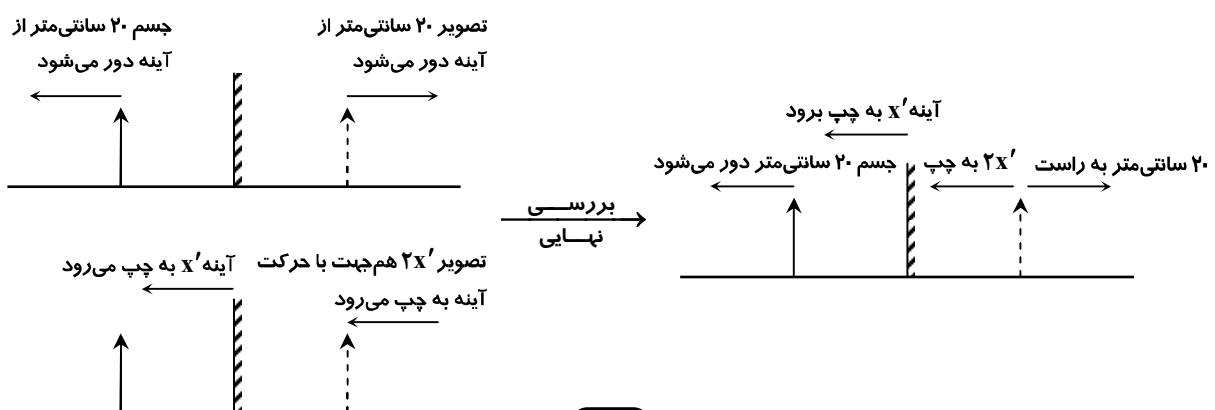 جسم ۲۰ سانتی‌متر از
آینه دور می‌شود
تصویر ۲۰ سانتی‌متر از
آینه دور می‌شود
آینه x′ به چپ می‌رود
تصویر ۲x′ هم‌جهت با حرکت
آینه به چپ می‌رود
بررسی
نهایی
آینه x′ به چپ برود
جسم ۲۰ سانتی‌متر دور می‌شود
۲x′ به چپ
۲۰ سانتی‌متر به راست